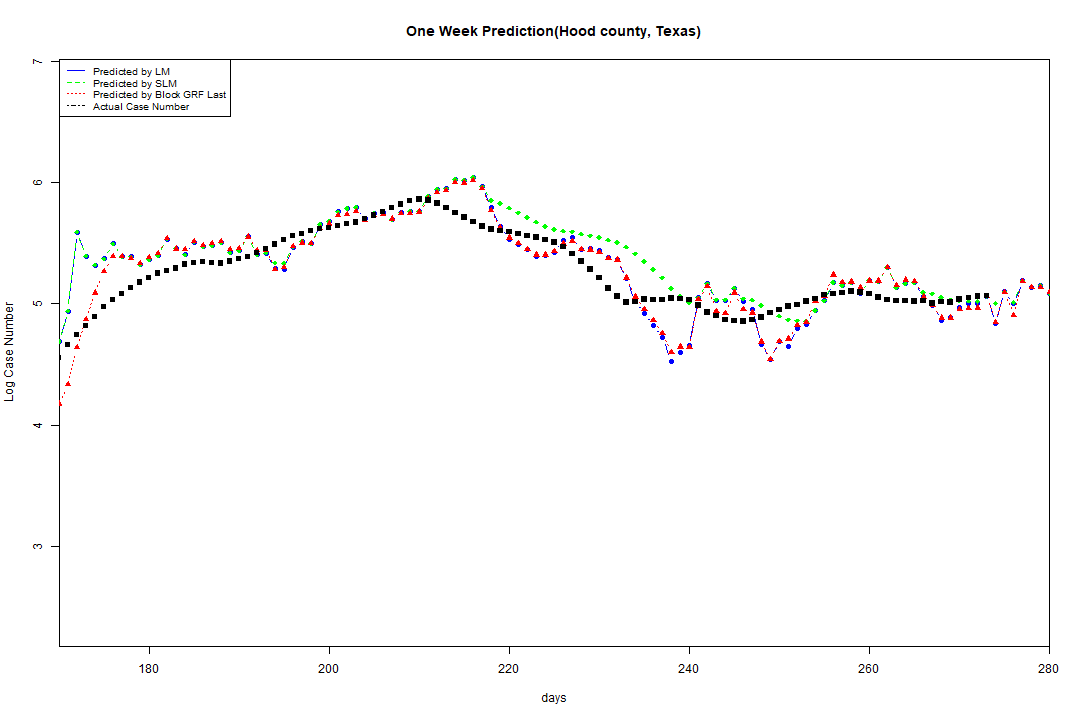 One Week Prediction(Hood county, Texas)
Predicted by LM
Predicted by SLM
Predicted by Block GRF Last
Actual Case Number
7
6
5
4
3
Log Case Number
180 200 220 240 260 280
days